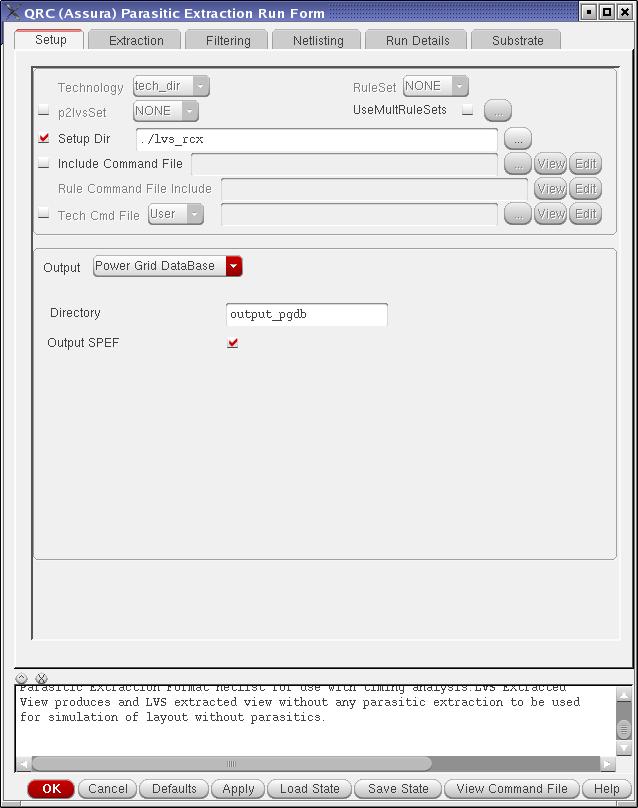 QRC (Assura) Parasitic Extraction Run Form
Setup Extraction Filtering Netlisting Run Details Substrate
Technology tech_dir RuleSet NONE
p2lvsSet NONE UseMultRuleSets ...
Setup Dir ./lvs_rcx ...
Include Command File ... View Edit
Rule Command File Include View Edit
Tech Cmd File User ... View Edit
Output Power Grid DataBase
Directory output_pgdb
Output SPEF
Parasitic Extraction Format netlist for use with timing analysis.LVS Extracted
View produces and LVS extracted view without any parasitic extraction to be used
for simulation of layout without parasitics.
OK Cancel Defaults Apply Load State Save State View Command File Help